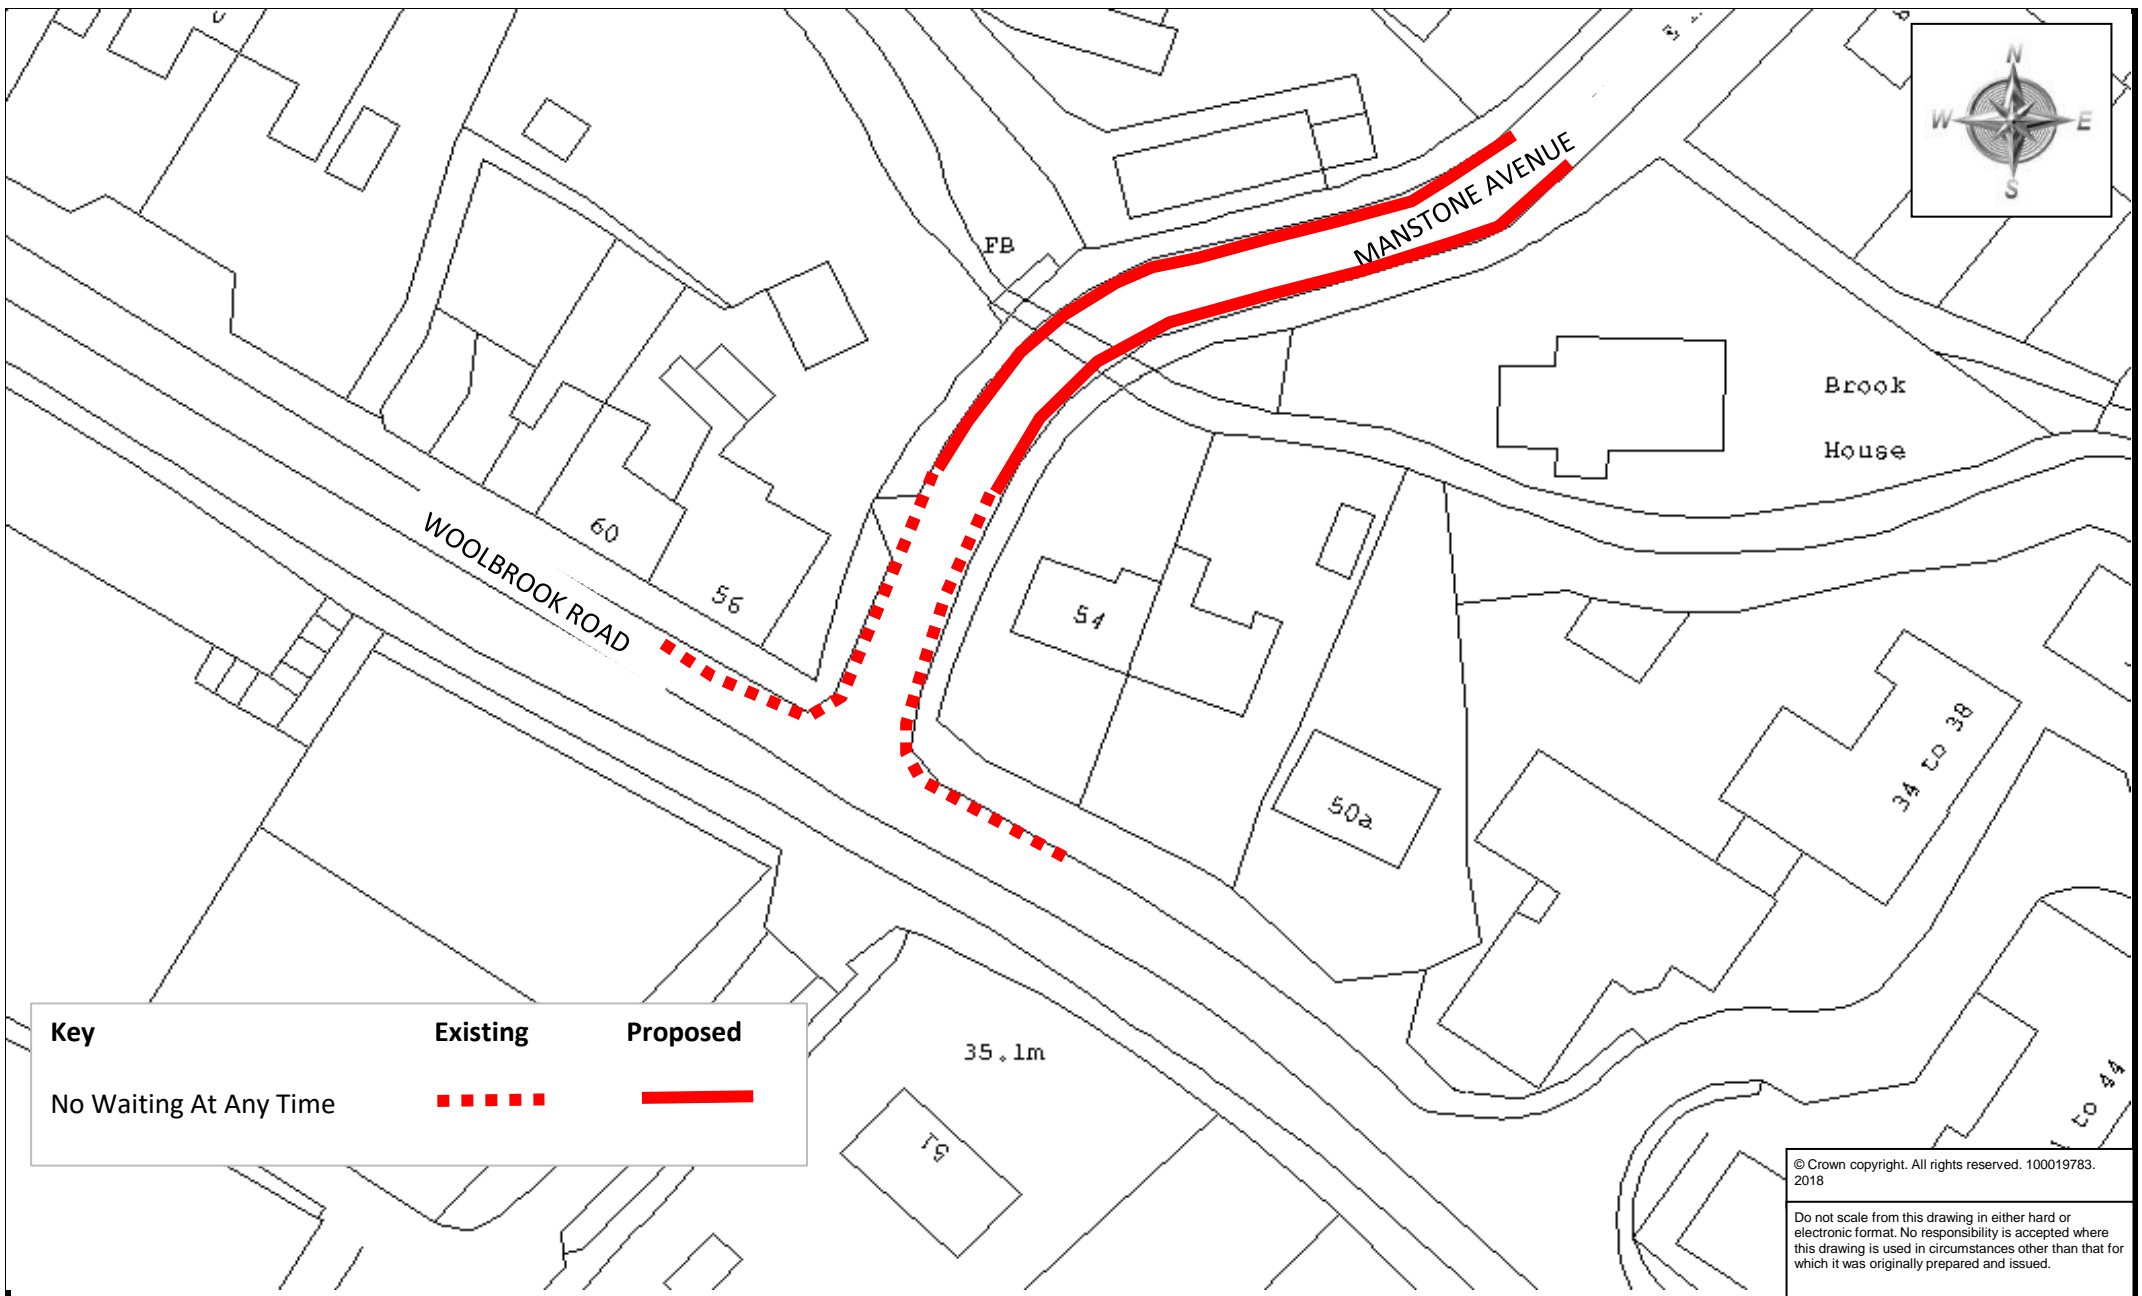 N
W E
S
MANSTONE AVENUE
FB
Brook
House
WOOLBROOK ROAD
60
56
54
50a
34 to 38
35.1m
51
to 44
Key Existing Proposed
No Waiting At Any Time
© Crown copyright. All rights reserved. 100019783.
2018
Do not scale from this drawing in either hard or
electronic format. No responsibility is accepted where
this drawing is used in circumstances other than that for
which it was originally prepared and issued.